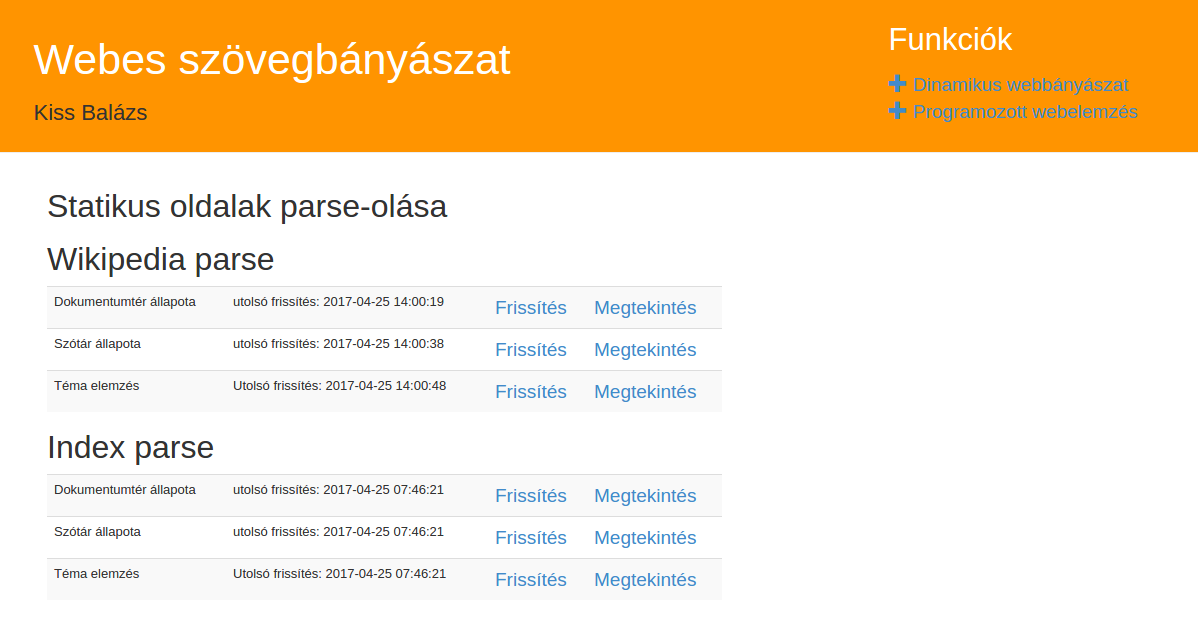 Webes szövegbányászat
Kiss Balázs
Funkciók
Dinamikus webbányászat
Programozott webelemzés
Statikus oldalak parse-olása
Wikipedia parse
Dokumentumtér állapota utolsó frissítés: 2017-04-25 14:00:19 Frissítés Megtekintés
Szótár állapota utolsó frissítés: 2017-04-25 14:00:38 Frissítés Megtekintés
Téma elemzés Utolsó frissítés: 2017-04-25 14:00:48 Frissítés Megtekintés
Index parse
Dokumentumtér állapota utolsó frissítés: 2017-04-25 07:46:21 Frissítés Megtekintés
Szótár állapota utolsó frissítés: 2017-04-25 07:46:21 Frissítés Megtekintés
Téma elemzés Utolsó frissítés: 2017-04-25 07:46:21 Frissítés Megtekintés